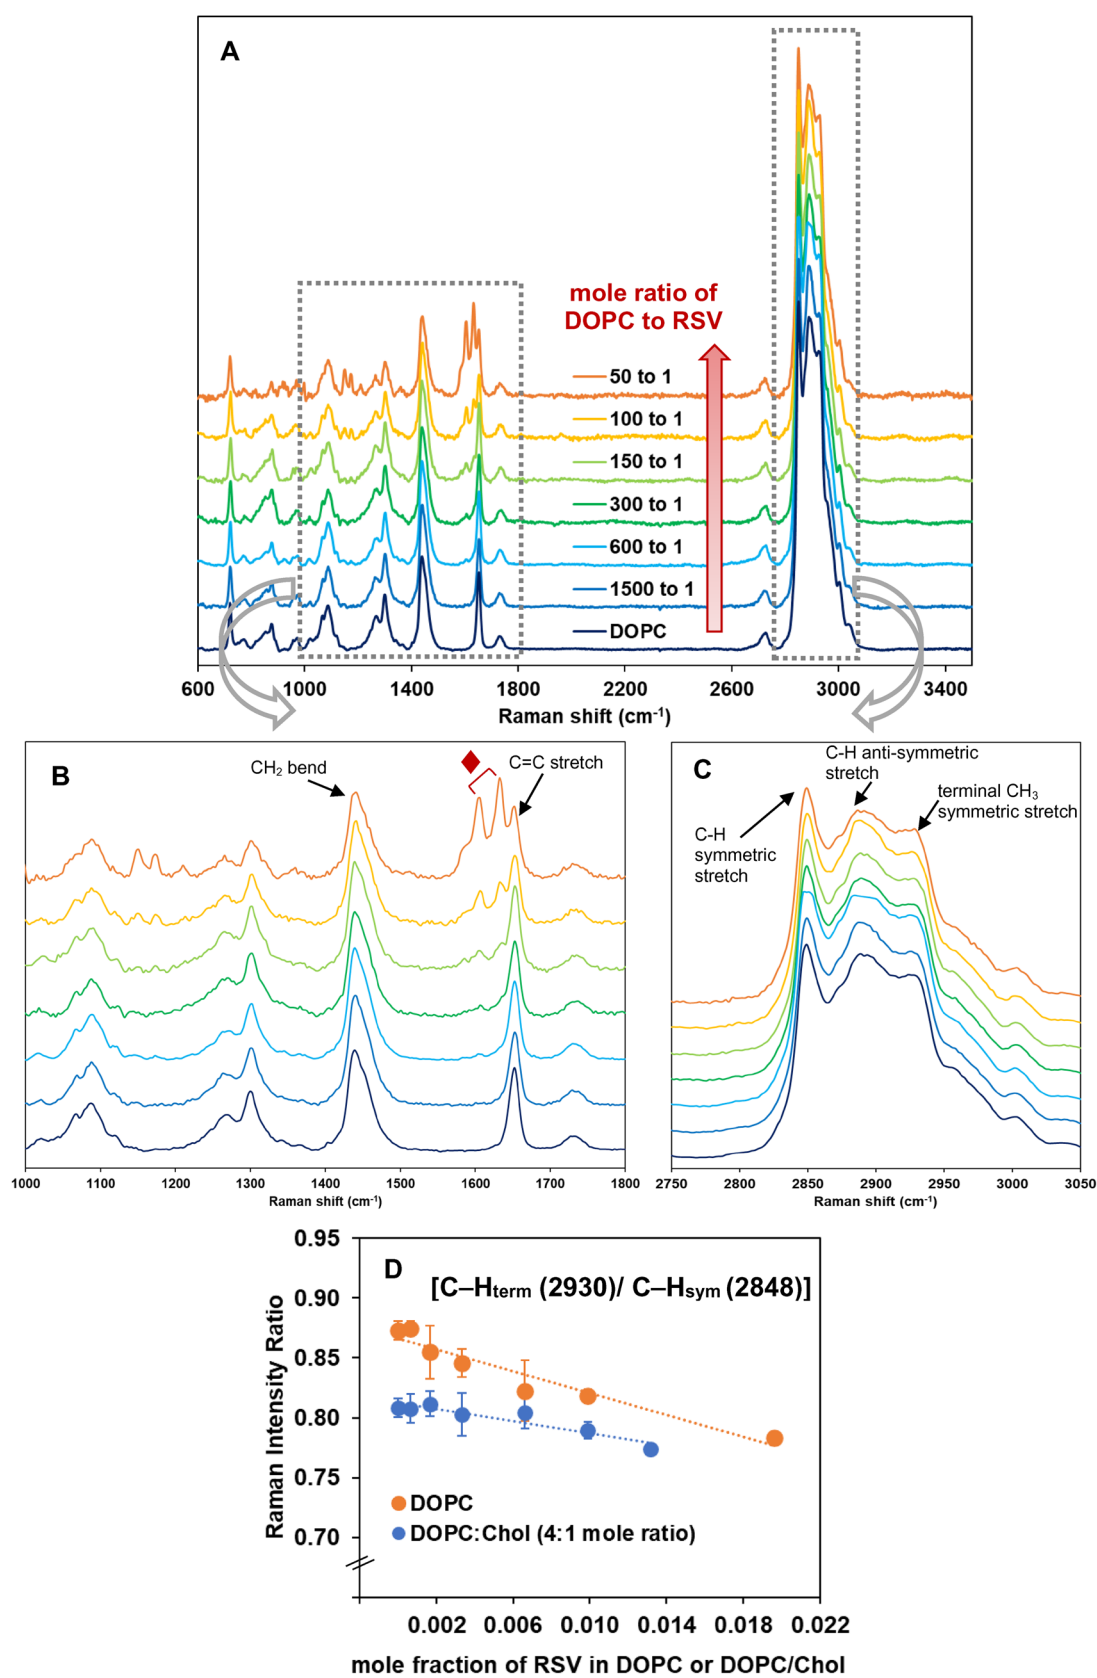 A
mole ratio of
DOPC to RSV
50 to 1
100 to 1
150 to 1
300 to 1
600 to 1
1500 to 1
DOPC
600 1000 1400 1800 2200 2600 3000 3400
Raman shift (cm⁻¹)
B
CH₂ bend
C=C stretch
1000 1100 1200 1300 1400 1500 1600 1700 1800
Raman shift (cm⁻¹)
C
C-H anti-symmetric
stretch
terminal CH₃
symmetric stretch
C-H
symmetric
stretch
2750 2800 2850 2900 2950 3000 3050
Raman shift (cm⁻¹)
D
[C–Hterm (2930)/ C–Hsym (2848)]
Raman Intensity Ratio
0.95
0.90
0.85
0.80
0.75
0.70
DOPC
DOPC:Chol (4:1 mole ratio)
0.002 0.006 0.010 0.014 0.018 0.022
mole fraction of RSV in DOPC or DOPC/Chol